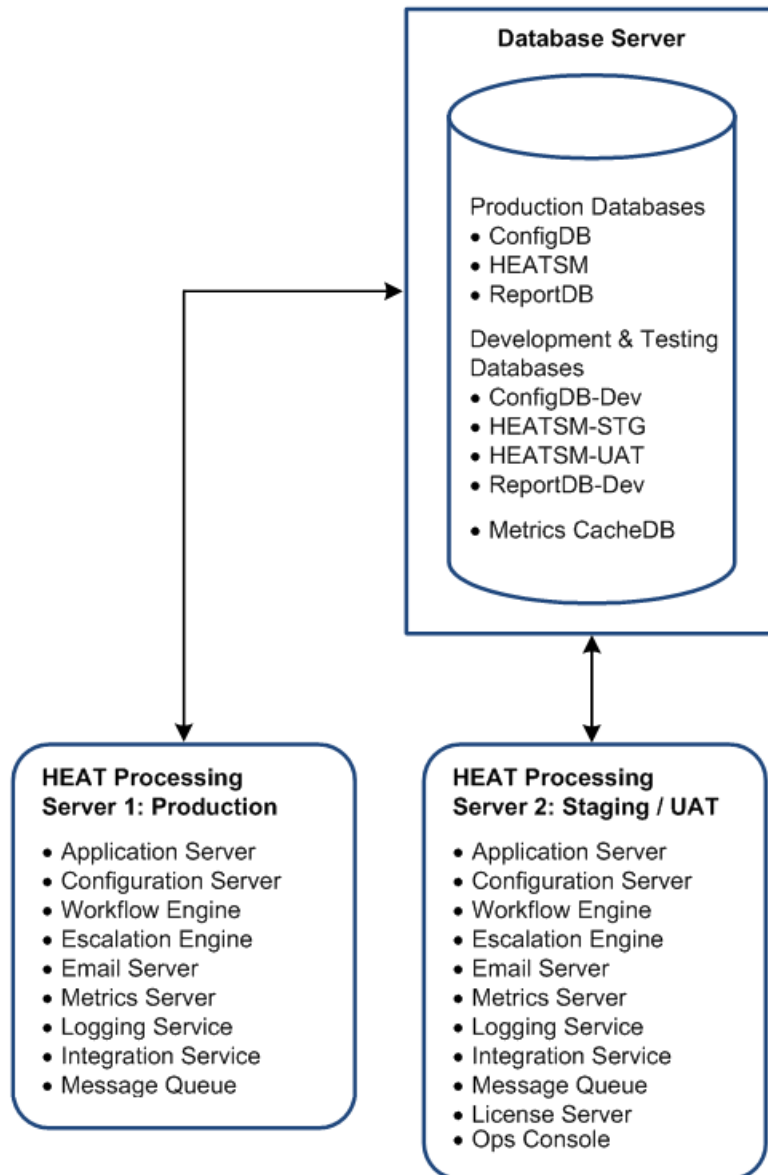 Database Server
Production Databases
• ConfigDB
• HEATSM
• ReportDB
Development & Testing
Databases
• ConfigDB-Dev
• HEATSM-STG
• HEATSM-UAT
• ReportDB-Dev
• Metrics CacheDB
HEAT Processing
Server 1: Production
• Application Server
• Configuration Server
• Workflow Engine
• Escalation Engine
• Email Server
• Metrics Server
• Logging Service
• Integration Service
• Message Queue
HEAT Processing
Server 2: Staging / UAT
• Application Server
• Configuration Server
• Workflow Engine
• Escalation Engine
• Email Server
• Metrics Server
• Logging Service
• Integration Service
• Message Queue
• License Server
• Ops Console